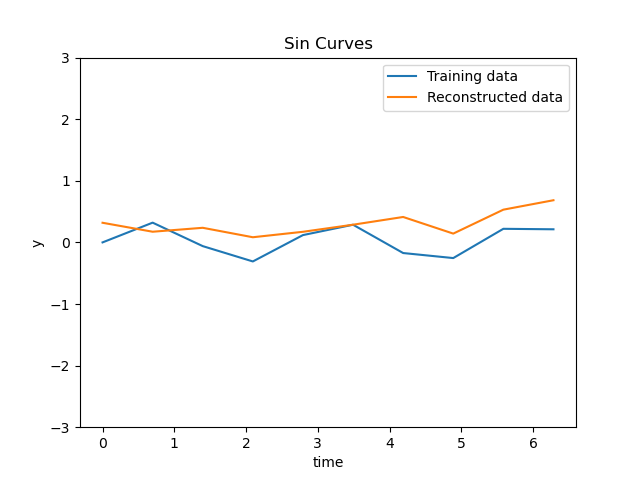 Sin Curves
Training data
Reconstructed data
3
2
1
0
−1
−2
−3
y
0 1 2 3 4 5 6
time